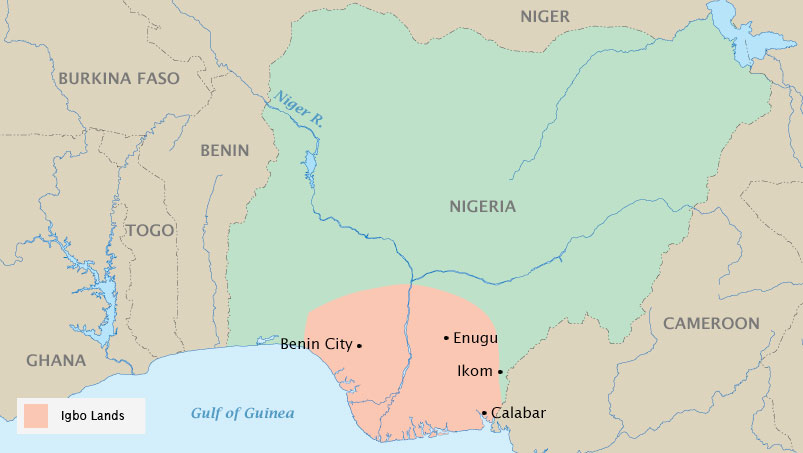 NIGER
BURKINA FASO
Niger R.
BENIN
NIGERIA
TOGO
CAMEROON
Benin City
Enugu
GHANA
Ikom
Igbo Lands
Gulf of Guinea
Calabar